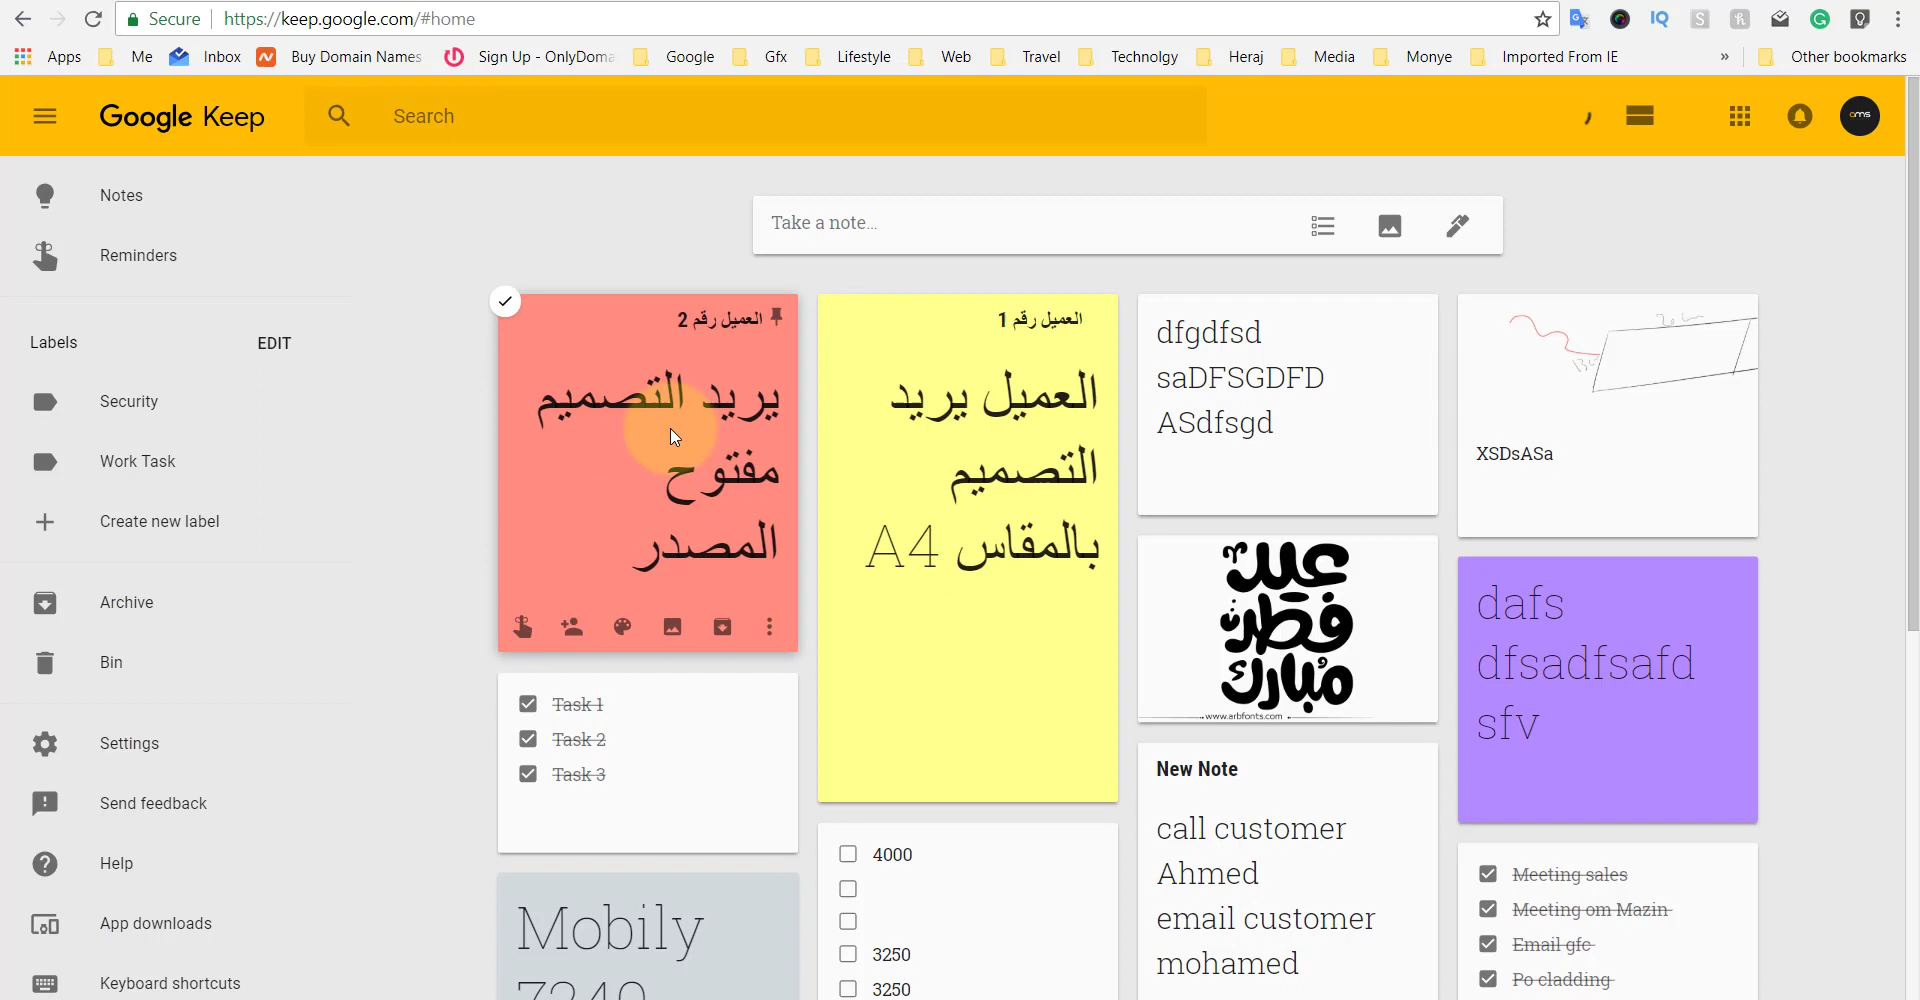 Secure
https://keep.google.com/#home
Apps
Me
Inbox
Buy Domain Names
Sign Up - OnlyDoma
Google
Gfx
Lifestyle
Web
Travel
Technolgy
Heraj
Media
Monye
Imported From IE
»
Other bookmarks
Google Keep
Search
oms
Notes
Reminders
Labels
EDIT
Security
Work Task
Create new label
Archive
Bin
Settings
Send feedback
Help
App downloads
Keyboard shortcuts
Take a note...
العميل رقم 2
يريد التصميم
مفتوح
المصدر
Task 1
Task 2
Task 3
Mobily
7240
العميل رقم 1
العميل يريد
التصميم
بالمقاس A4
4000
3250
3250
dfgdfsd
saDFSGDFD
ASdfsgd
عيد
فطر
مبارك
www.arbfonts.com
New Note
call customer
Ahmed
email customer
mohamed
XSDsASa
dafs
dfsadfsafd
sfv
Meeting sales
Meeting om Mazin
Email gfc
Po cladding